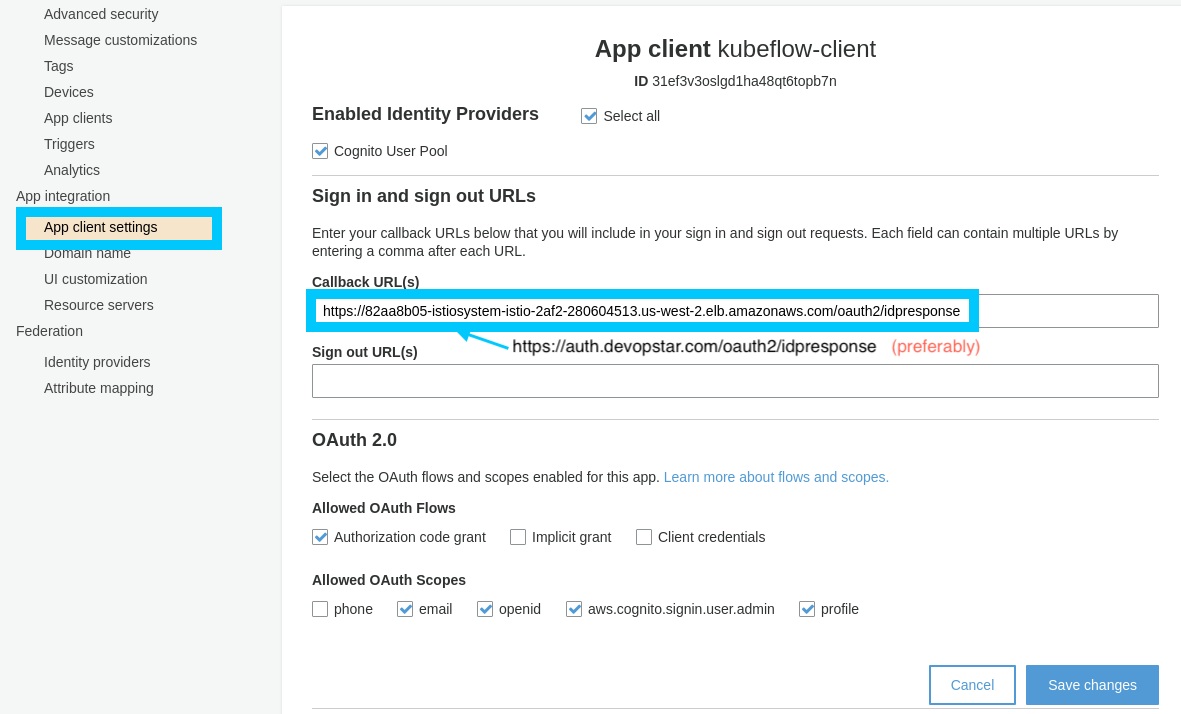 Advanced security
Message customizations
Tags
Devices
App clients
Triggers
Analytics
App integration
App client settings
Domain name
UI customization
Resource servers
Federation
Identity providers
Attribute mapping
App client kubeflow-client
ID 31ef3v3oslgd1ha48qt6topb7n
Enabled Identity Providers Select all
Cognito User Pool
Sign in and sign out URLs
Enter your callback URLs below that you will include in your sign in and sign out requests. Each field can contain multiple URLs by
entering a comma after each URL.
Callback URL(s)
https://82aa8b05-istiosystem-istio-2af2-280604513.us-west-2.elb.amazonaws.com/oauth2/idpresponse
https://auth.devopstar.com/oauth2/idpresponse (preferably)
Sign out URL(s)
OAuth 2.0
Select the OAuth flows and scopes enabled for this app. Learn more about flows and scopes.
Allowed OAuth Flows
Authorization code grant Implicit grant Client credentials
Allowed OAuth Scopes
phone email openid aws.cognito.signin.user.admin profile
Cancel Save changes